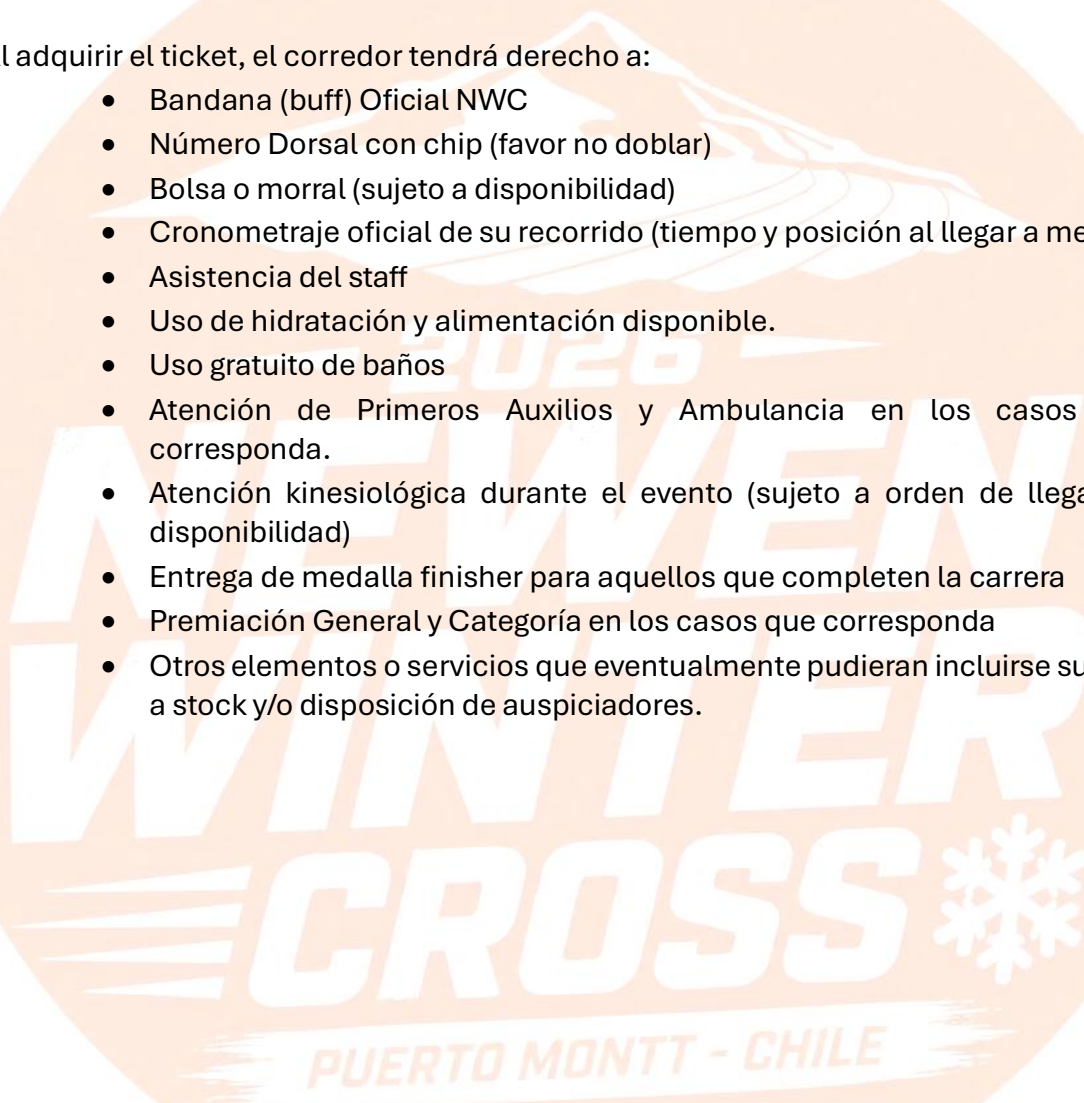 l adquirir el ticket, el corredor tendrá derecho a:
• Bandana (buff) Oficial NWC
• Número Dorsal con chip (favor no doblar)
• Bolsa o morral (sujeto a disponibilidad)
• Cronometraje oficial de su recorrido (tiempo y posición al llegar a me
• Asistencia del staff
• Uso de hidratación y alimentación disponible.
• Uso gratuito de baños
• Atención de Primeros Auxilios y Ambulancia en los casos
corresponda.
• Atención kinesiológica durante el evento (sujeto a orden de llega
disponibilidad)
• Entrega de medalla finisher para aquellos que completen la carrera
• Premiación General y Categoría en los casos que corresponda
• Otros elementos o servicios que eventualmente pudieran incluirse su
a stock y/o disposición de auspiciadores.
2026
NEWEN
WINTER
CROSS
PUERTO MONTT - CHILE